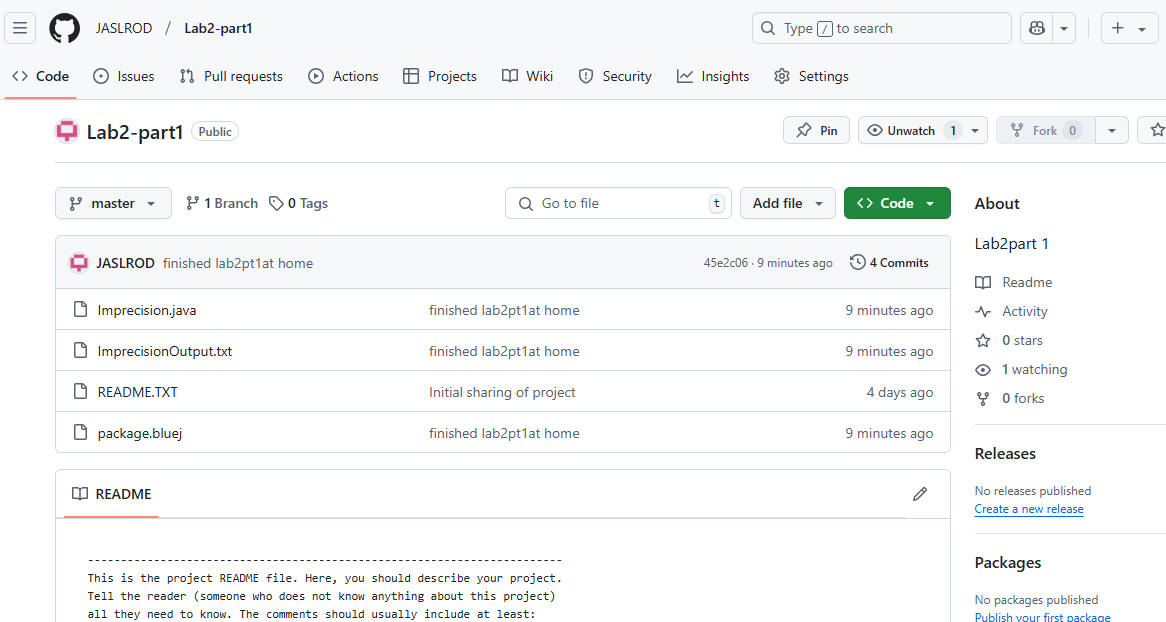 JASLROD / Lab2-part1
Type / to search
Code
Issues
Pull requests
Actions
Projects
Wiki
Security
Insights
Settings
Lab2-part1
Public
Pin
Unwatch 1
Fork 0
master
1 Branch
0 Tags
Go to file
t
Add file
Code
JASLROD finished lab2pt1at home
45e2c06 · 9 minutes ago
4 Commits
Imprecision.java finished lab2pt1at home 9 minutes ago
ImprecisionOutput.txt finished lab2pt1at home 9 minutes ago
README.TXT Initial sharing of project 4 days ago
package.bluej finished lab2pt1at home 9 minutes ago
README
------------------------------------------------------------------------
This is the project README file. Here, you should describe your project.
Tell the reader (someone who does not know anything about this project)
all they need to know. The comments should usually include at least:
About
Lab2part 1
Readme
Activity
0 stars
1 watching
0 forks
Releases
No releases published
Create a new release
Packages
No packages published
Publish your first package